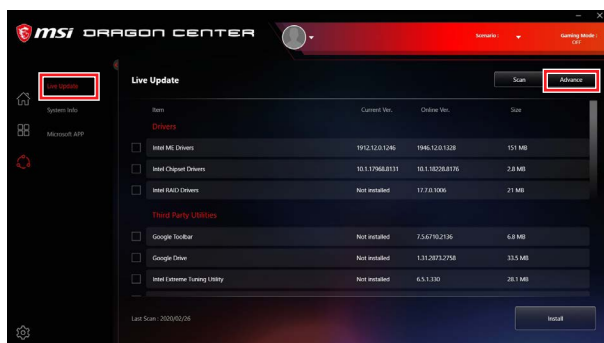 msi DRAGON CENTER
Scenario :
Gaming Mode :
OFF
Live Update
System Info
Microsoft APP
Live Update
Scan
Advance
Item Current Ver. Online Ver. Size
Drivers
Intel ME Drivers 1912.12.0.1246 1946.12.0.1328 151 MB
Intel Chipset Drivers 10.1.17968.8131 10.1.18228.8176 2.8 MB
Intel RAID Drivers Not installed 17.7.0.1006 21 MB
Third Party Utilities
Google Toolbar Not installed 7.5.6710.2136 6.8 MB
Google Drive Not installed 1.31.2873.2758 33.5 MB
Intel Extreme Tuning Utility Not installed 6.5.1.330 28.1 MB
Last Scan : 2020/02/26
Install